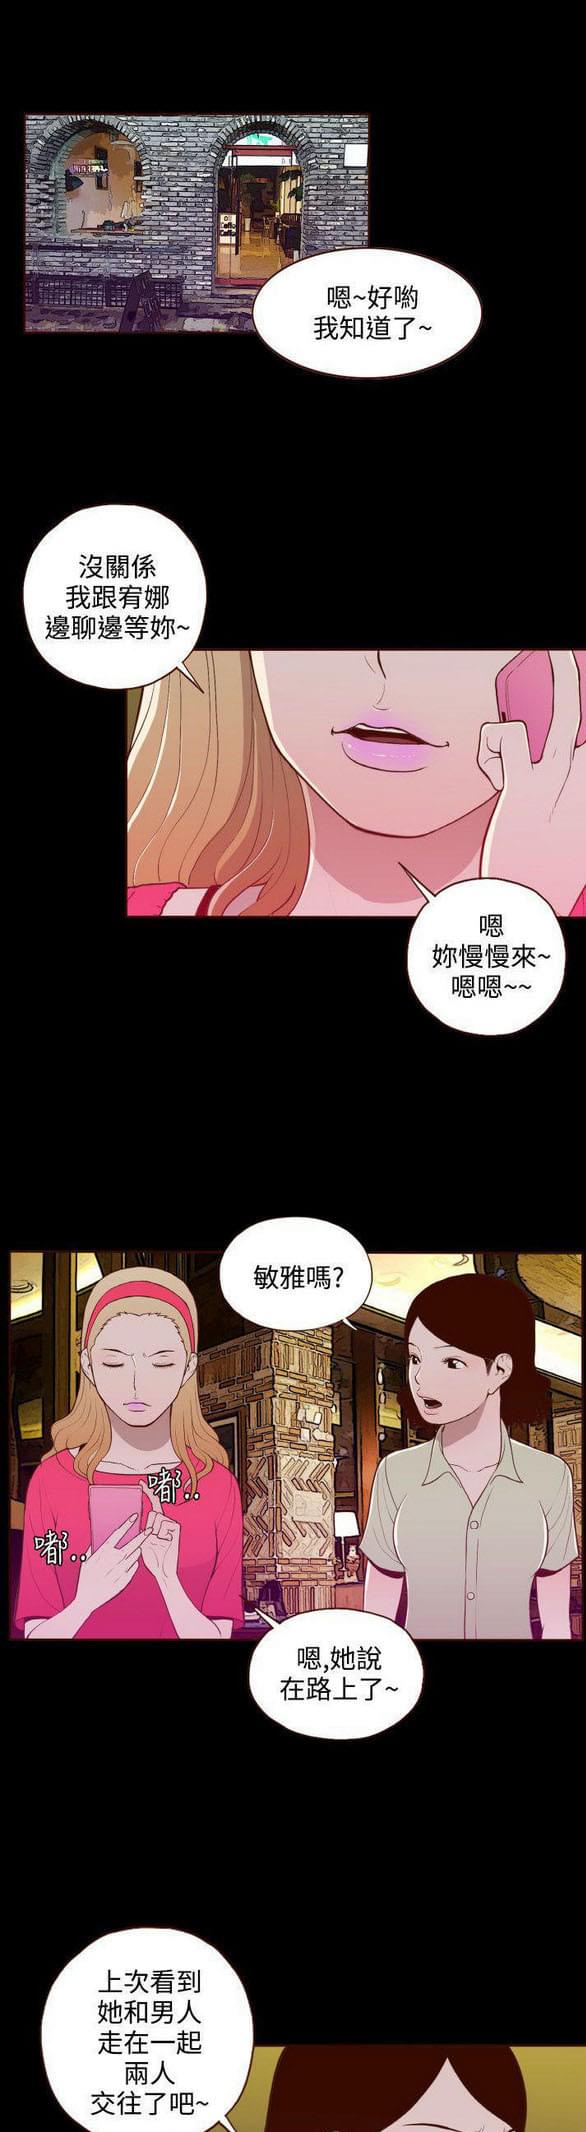 嗯~好喲
我知道了~
沒關係
我跟宥娜
邊聊邊等妳~
嗯
妳慢慢來~
嗯嗯~~
敏雅嗎?
嘟..
嘟..
嗯,她說
在路上了~
上次看到
她和男人
走在一起
兩人
交往了吧~